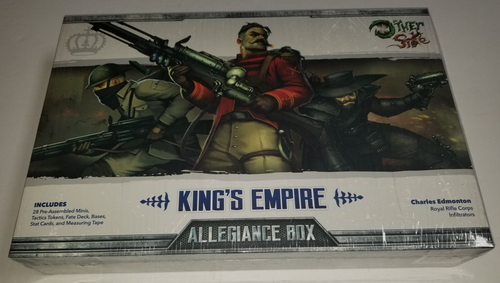 The
Other
Side
INCLUDES
28 Pre-Assembled Minis,
Tactics Tokens, Fate Deck, Bases,
Stat Cards, and Measuring Tape
KING'S EMPIRE
ALLEGIANCE BOX
Charles Edmonton
Royal Rifle Corps
Infiltrators